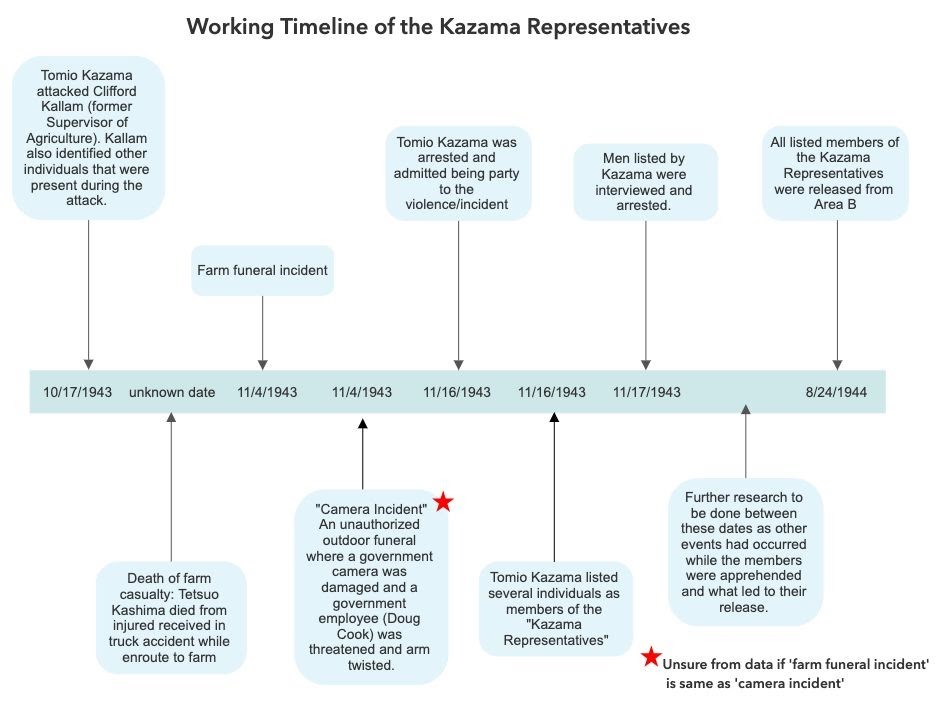 Working Timeline of the Kazama Representatives
Tomio Kazama
attacked Clifford
Kallam (former
Supervisor of
Agriculture). Kallam
also identified other
individuals that were
present during the
attack.
Farm funeral incident
Tomio Kazama was
arrested and
admitted being party
to the
violence/incident
Men listed by
Kazama were
interviewed and
arrested.
All listed members of
the Kazama
Representatives
were released from
Area B
10/17/1943 unknown date 11/4/1943 11/4/1943 11/16/1943 11/16/1943 11/17/1943 8/24/1944
Death of farm
casualty: Tetsuo
Kashima died from
injured received in
truck accident while
enroute to farm
"Camera Incident"
An unauthorized
outdoor funeral
where a government
camera was
damaged and a
government
employee (Doug
Cook) was
threatened and arm
twisted.
Tomio Kazama listed
several individuals as
members of the
"Kazama
Representatives"
Further research to
be done between
these dates as other
events had occurred
while the members
were apprehended
and what led to their
release.
Unsure from data if 'farm funeral incident'
is same as 'camera incident'